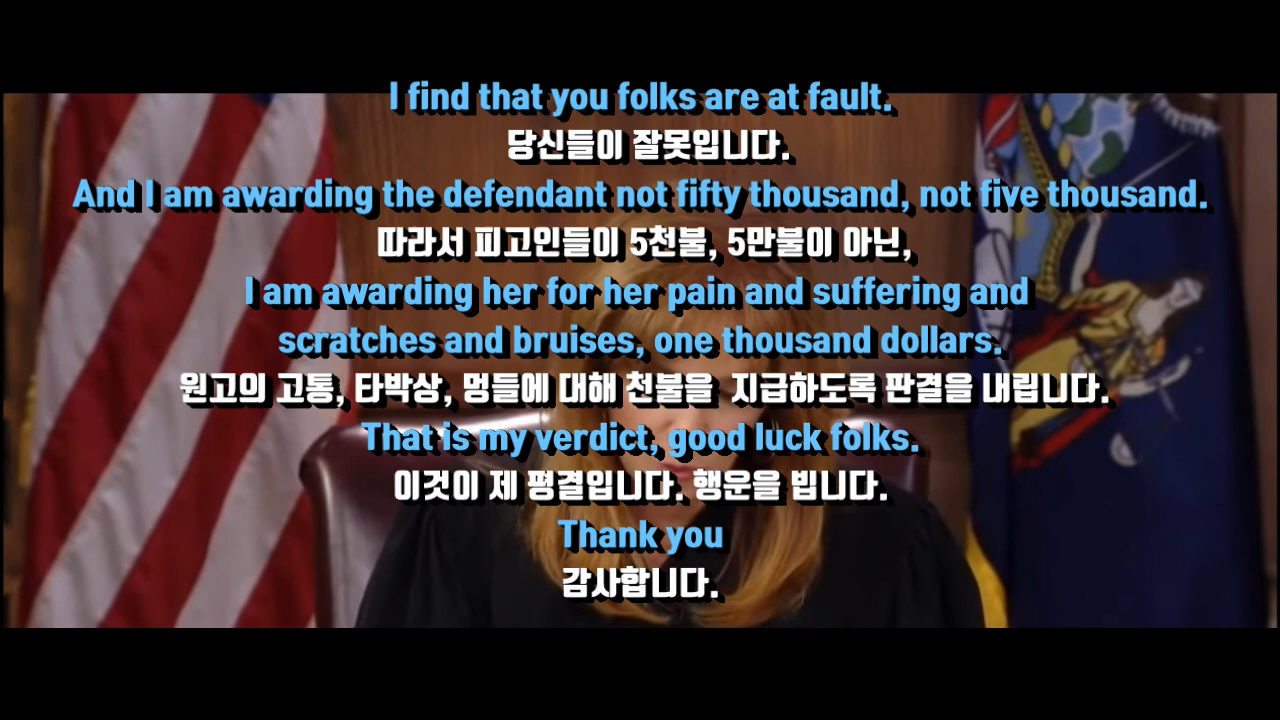 I find that you folks are at fault.
당신들이 잘못입니다.
And I am awarding the defendant not fifty thousand, not five thousand.
따라서 피고인들이 5천불, 5만불이 아닌,
I am awarding her for her pain and suffering and
scratches and bruises, one thousand dollars.
원고의 고통, 타박상, 멍들에 대해 천불을 지급하도록 판결을 내립니다.
That is my verdict, good luck folks.
이것이 제 평결입니다. 행운을 빕니다.
Thank you
감사합니다.